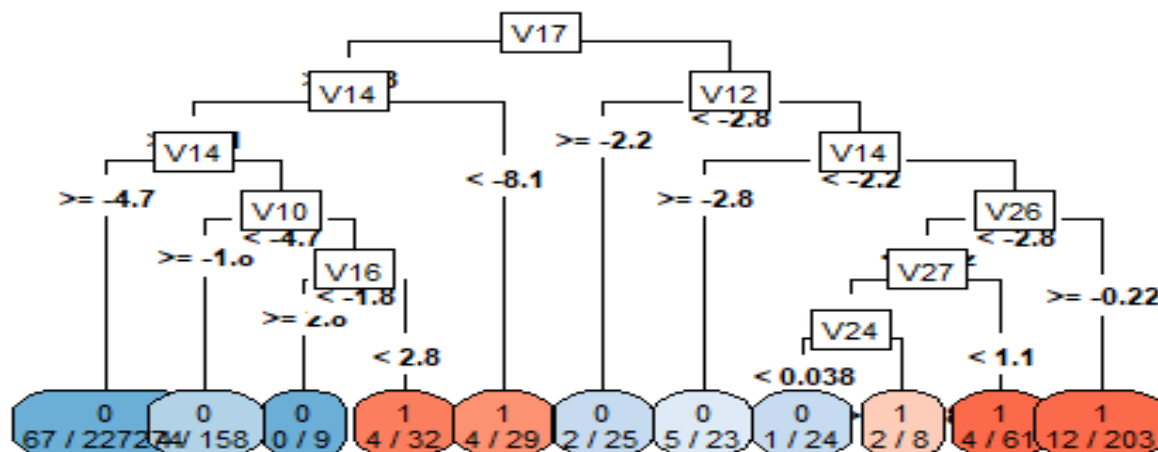 V17
V14 V12
< -2.8
V14 >= -2.2 V14
>= -4.7 < -8.1 >= -2.8 < -2.2
V10 V26
< -4.7 < -2.8
V16 V27
< -1.8 >= -0.22
V24
< 2.8 < 1.1
< 0.038
0 0 0 1 1 0 0 0 1 1 1
4 / 158 0 / 9 4 / 32 4 / 29 2 / 25 5 / 23 1 / 24 2 / 8 4 / 61 12 / 203